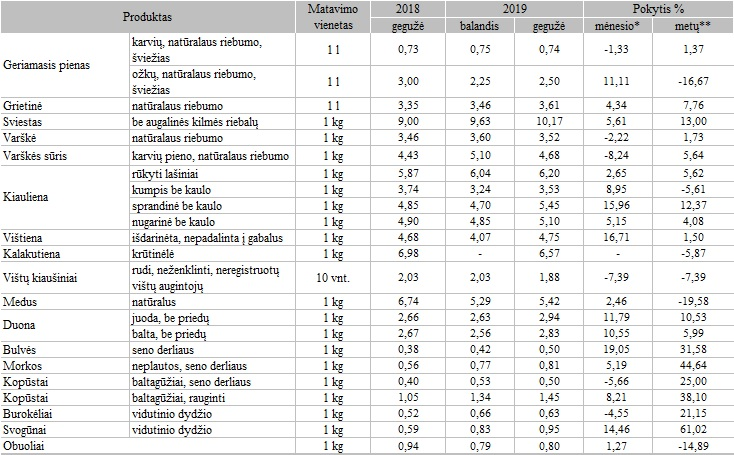 Produktas Matavimo vienetas 2018 2019 Pokytis %
gegužė balandis gegužė mėnesio* metų**
Geriamasis pienas karvių, natūralaus riebumo, šviežias 1 l 0,73 0,75 0,74 -1,33 1,37
ožkų, natūralaus riebumo, šviežias 1 l 3,00 2,25 2,50 11,11 -16,67
Grietinė natūralaus riebumo 1 l 3,35 3,46 3,61 4,34 7,76
Sviestas be augalinės kilmės riebalų 1 kg 9,00 9,63 10,17 5,61 13,00
Varškė natūralaus riebumo 1 kg 3,46 3,60 3,52 -2,22 1,73
Varškės sūris karvių pieno, natūralaus riebumo 1 kg 4,43 5,10 4,68 -8,24 5,64
Kiauliena rūkyti lašiniai 1 kg 5,87 6,04 6,20 2,65 5,62
kumpis be kaulo 1 kg 3,74 3,24 3,53 8,95 -5,61
sprandinė be kaulo 1 kg 4,85 4,70 5,45 15,96 12,37
nugarinė be kaulo 1 kg 4,90 4,85 5,10 5,15 4,08
Vištiena išdarinėta, nepadalinta į gabalus 1 kg 4,68 4,07 4,75 16,71 1,50
Kalakutiena krūtinėlė 1 kg 6,98 - 6,57 - -5,87
Vištų kiaušiniai rudi, neženklinti, neregistruotų vištų augintojų 10 vnt. 2,03 2,03 1,88 -7,39 -7,39
Medus natūralus 1 kg 6,74 5,29 5,42 2,46 -19,58
Duona juoda, be priedų 1 kg 2,66 2,63 2,94 11,79 10,53
balta, be priedų 1 kg 2,67 2,56 2,83 10,55 5,99
Bulvės seno derliaus 1 kg 0,38 0,42 0,50 19,05 31,58
Morkos neplautos, seno derliaus 1 kg 0,56 0,77 0,81 5,19 44,64
Kopūstai baltagūžiai, seno derliaus 1 kg 0,40 0,53 0,50 -5,66 25,00
Kopūstai baltagūžiai, rauginti 1 kg 1,05 1,34 1,45 8,21 38,10
Burokėliai vidutinio dydžio 1 kg 0,52 0,66 0,63 -4,55 21,15
Svogūnai vidutinio dydžio 1 kg 0,59 0,83 0,95 14,46 61,02
Obuoliai 1 kg 0,94 0,79 0,80 1,27 -14,89